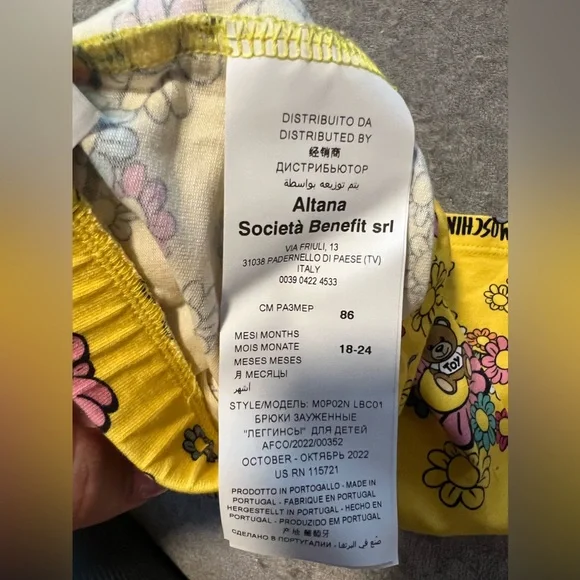 DISTRIBUITO DA
DISTRIBUTED BY
经销商
ДИСТРИБЬЮТОР
يتم توزيعه بواسطة
Altana
Società Benefit srl
VIA FRIULI, 13
31038 PADERNELLO DI PAESE (TV)
ITALY
0039 0422 4533
CM РАЗМЕР 86
MESI MONTHS
MOIS MONATE 18-24
MESES MESES
月 МЕСЯЦЫ
أشهر
STYLE/МОДЕЛЬ: M0P02N LBC01
БРЮКИ ЗАУЖЕННЫЕ
"ЛЕГГИНСЫ" ДЛЯ ДЕТЕЙ
AFCO/2022/00352
OCTOBER - ОКТЯБРЬ 2022
US RN 115721
PRODOTTO IN PORTOGALLO - MADE IN
PORTUGAL - FABRIQUE EN PORTUGAL
HERGESTELLT IN PORTUGAL - HECHO EN
PORTUGAL - PRODUZIDO EM PORTUGAL
产地 葡萄牙
СДЕЛАНО В ПОРТУГАЛИИ - صنع في البرتغال
MOSCHIN
TOY